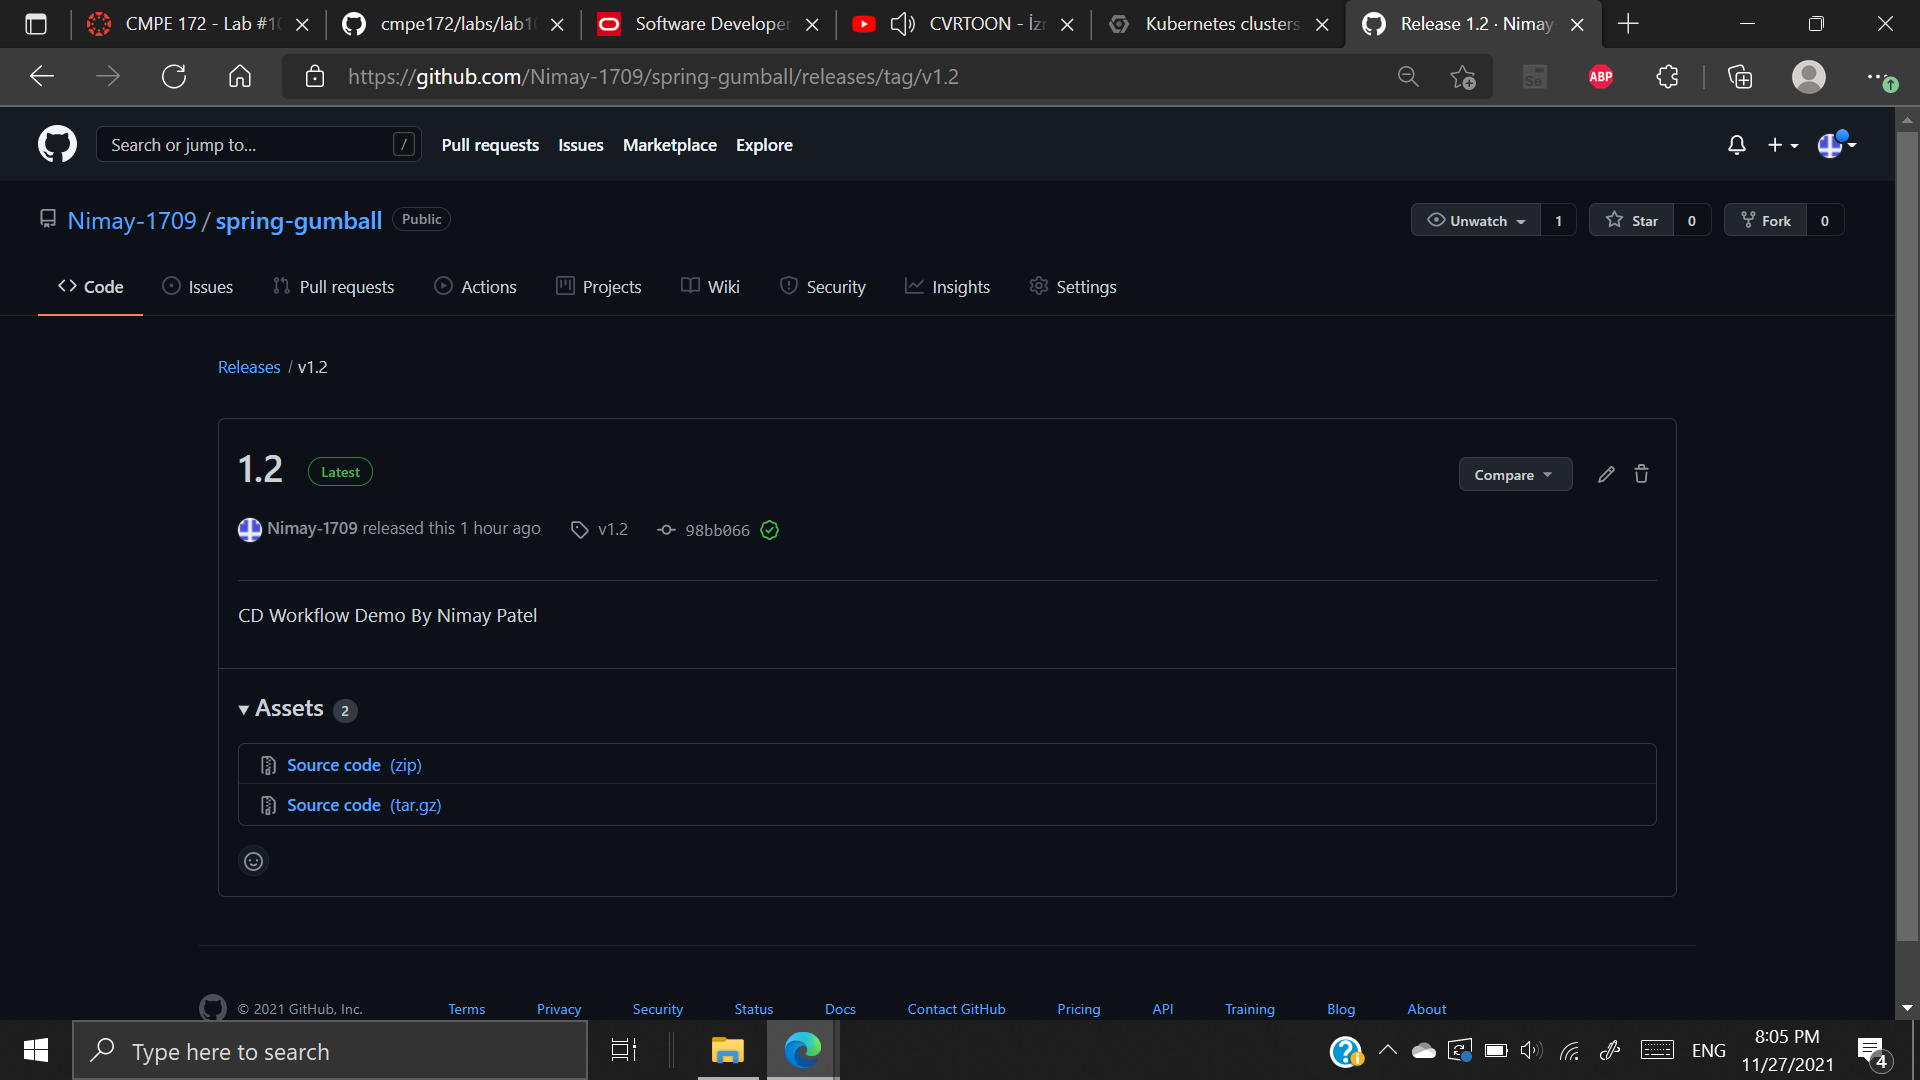 CMPE 172 - Lab #10
cmpe172/labs/lab10
Software Developer
CVRTOON - İzr
Kubernetes clusters
Release 1.2 · Nimay
https://github.com/Nimay-1709/spring-gumball/releases/tag/v1.2
Se
ABP
Search or jump to...
/
Pull requests
Issues
Marketplace
Explore
Nimay-1709 / spring-gumball
Public
Unwatch
1
Star
0
Fork
0
Code
Issues
Pull requests
Actions
Projects
Wiki
Security
Insights
Settings
Releases / v1.2
1.2
Latest
Compare
Nimay-1709 released this 1 hour ago
v1.2
98bb066
CD Workflow Demo By Nimay Patel
Assets 2
Source code (zip)
Source code (tar.gz)
© 2021 GitHub, Inc.
Terms
Privacy
Security
Status
Docs
Contact GitHub
Pricing
API
Training
Blog
About
Type here to search
ENG
8:05 PM
11/27/2021
4